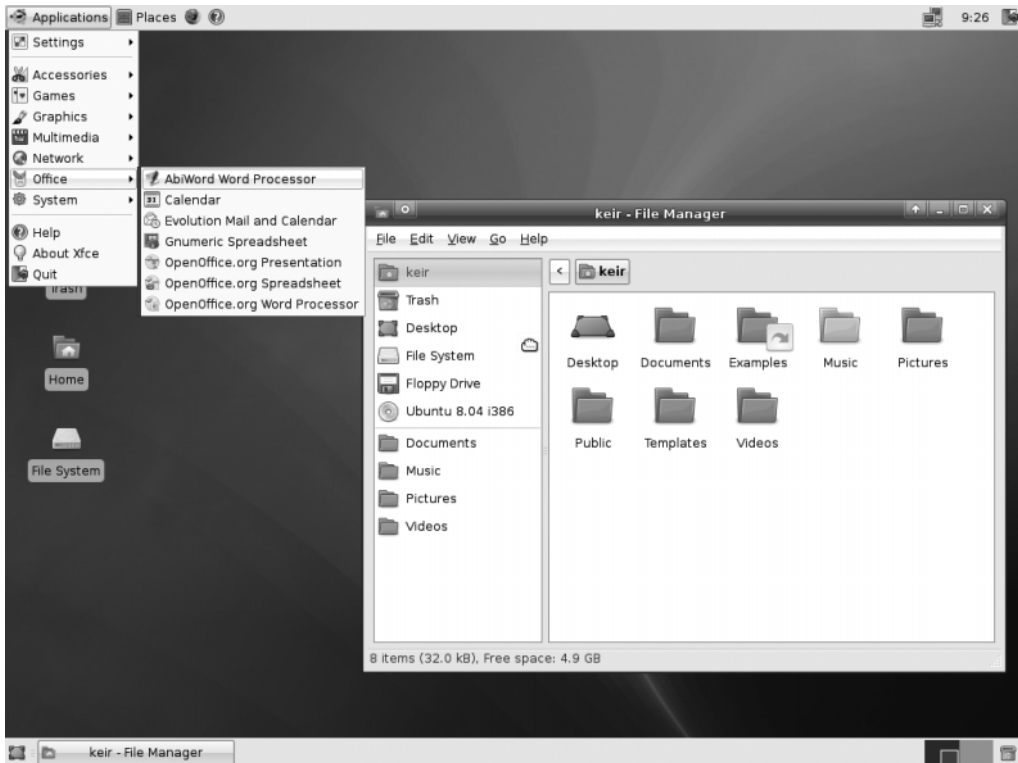 Applications Places 9:26
Settings
Accessories
Games
Graphics
Multimedia
Network
Office
System
Help
About Xfce
Quit
AbiWord Word Processor
31 Calendar
Evolution Mail and Calendar
Gnumeric Spreadsheet
OpenOffice.org Presentation
OpenOffice.org Spreadsheet
OpenOffice.org Word Processor
Trash
Home
File System
keir - File Manager
File Edit View Go Help
keir
Trash
Desktop
File System
Floppy Drive
Ubuntu 8.04 i386
Documents
Music
Pictures
Videos
< keir
Desktop Documents Examples Music Pictures
Public Templates Videos
8 items (32.0 kB), Free space: 4.9 GB
keir - File Manager